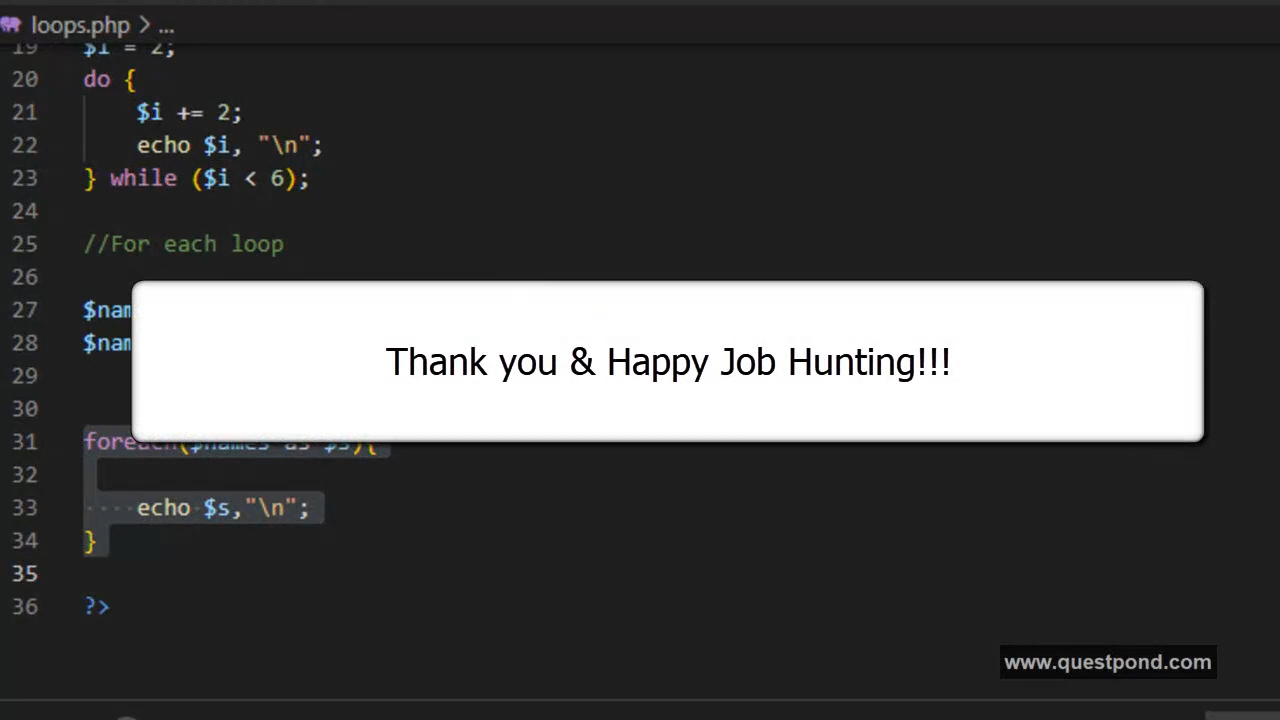 loops.php > ...
19 $i = 2;
20 do {
21 $i += 2;
22 echo $i, "\n";
23 } while ($i < 6);
24
25 //For each loop
26
27 $nam
28 $nam
29
Thank you & Happy Job Hunting!!!
30
31 foreach($names as $s){
32
33 echo $s,"\n";
34 }
35
36 ?>
www.questpond.com